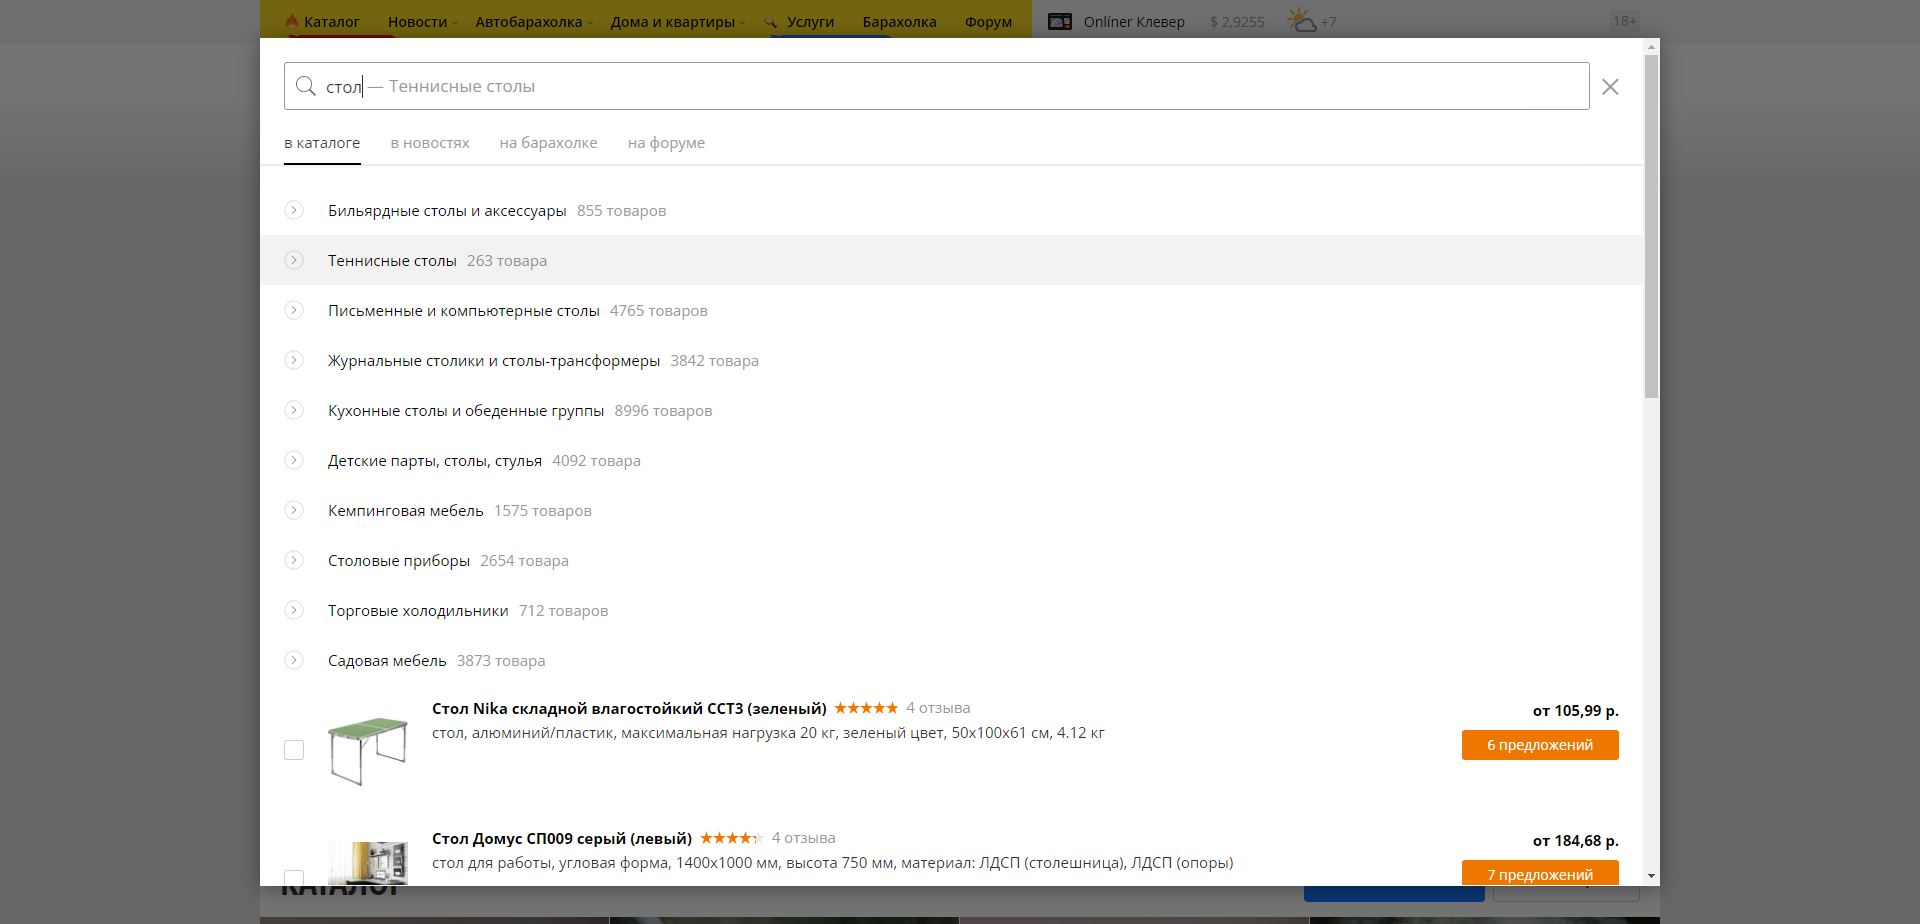 Каталог Новости Автобарахолка Дома и квартиры Услуги Барахолка Форум Onlíner Клевер $ 2,9255 +7 18+
стол — Теннисные столы
в каталоге в новостях на барахолке на форуме
Бильярдные столы и аксессуары 855 товаров
Теннисные столы 263 товара
Письменные и компьютерные столы 4765 товаров
Журнальные столики и столы-трансформеры 3842 товара
Кухонные столы и обеденные группы 8996 товаров
Детские парты, столы, стулья 4092 товара
Кемпинговая мебель 1575 товаров
Столовые приборы 2654 товара
Торговые холодильники 712 товаров
Садовая мебель 3873 товара
Стол Nika складной влагостойкий ССТ3 (зеленый) 4 отзыва от 105,99 р.
стол, алюминий/пластик, максимальная нагрузка 20 кг, зеленый цвет, 50x100x61 см, 4.12 кг
6 предложений
Стол Домус СП009 серый (левый) 4 отзыва от 184,68 р.
стол для работы, угловая форма, 1400x1000 мм, высота 750 мм, материал: ЛДСП (столешница), ЛДСП (опоры)
7 предложений
КАТАЛОГ